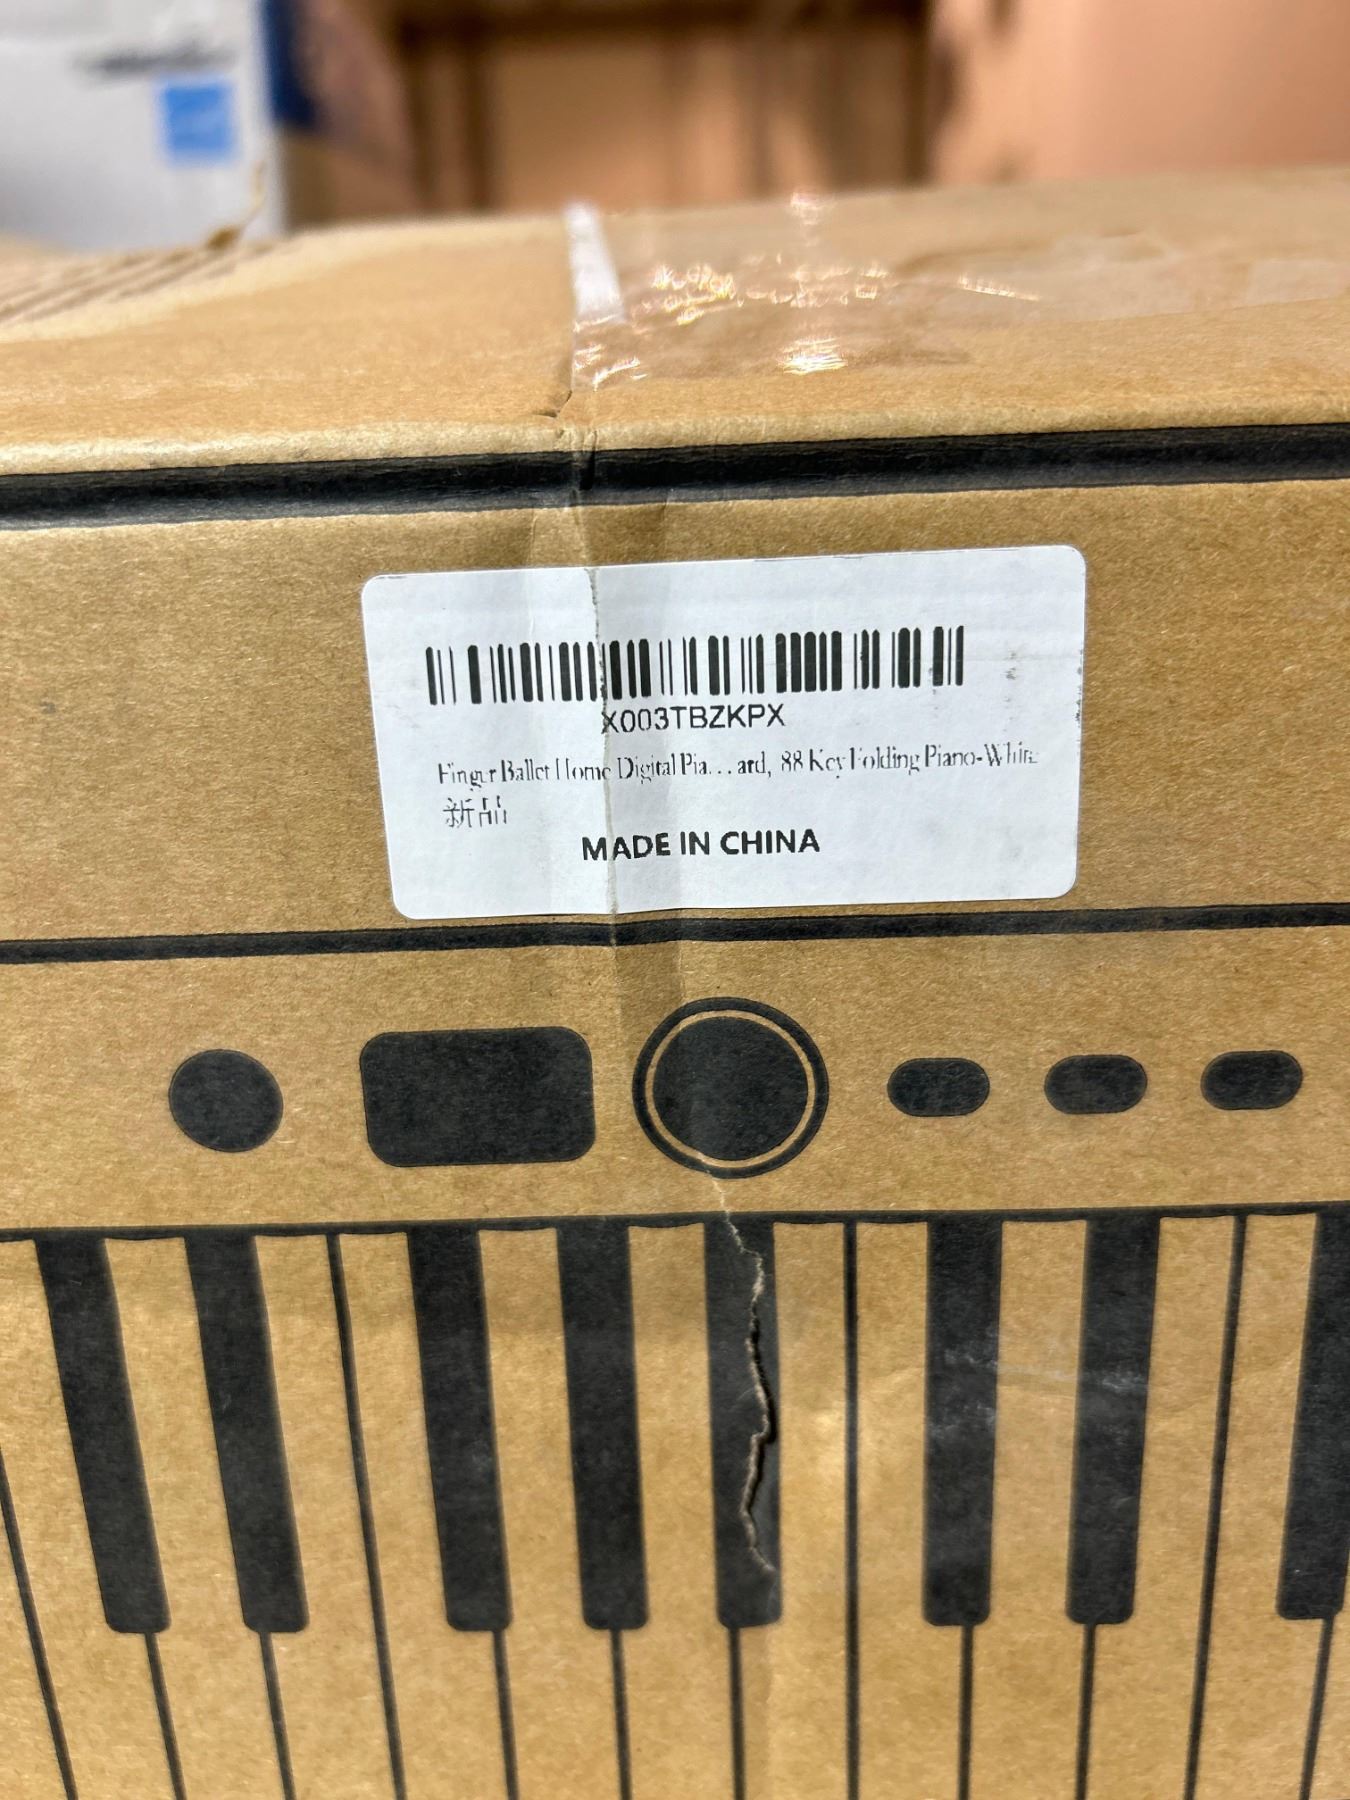 X003TBZKPX
Finger Ballet Home Digital Pia... ard, 88 Key Folding Piano-White
新品
MADE IN CHINA